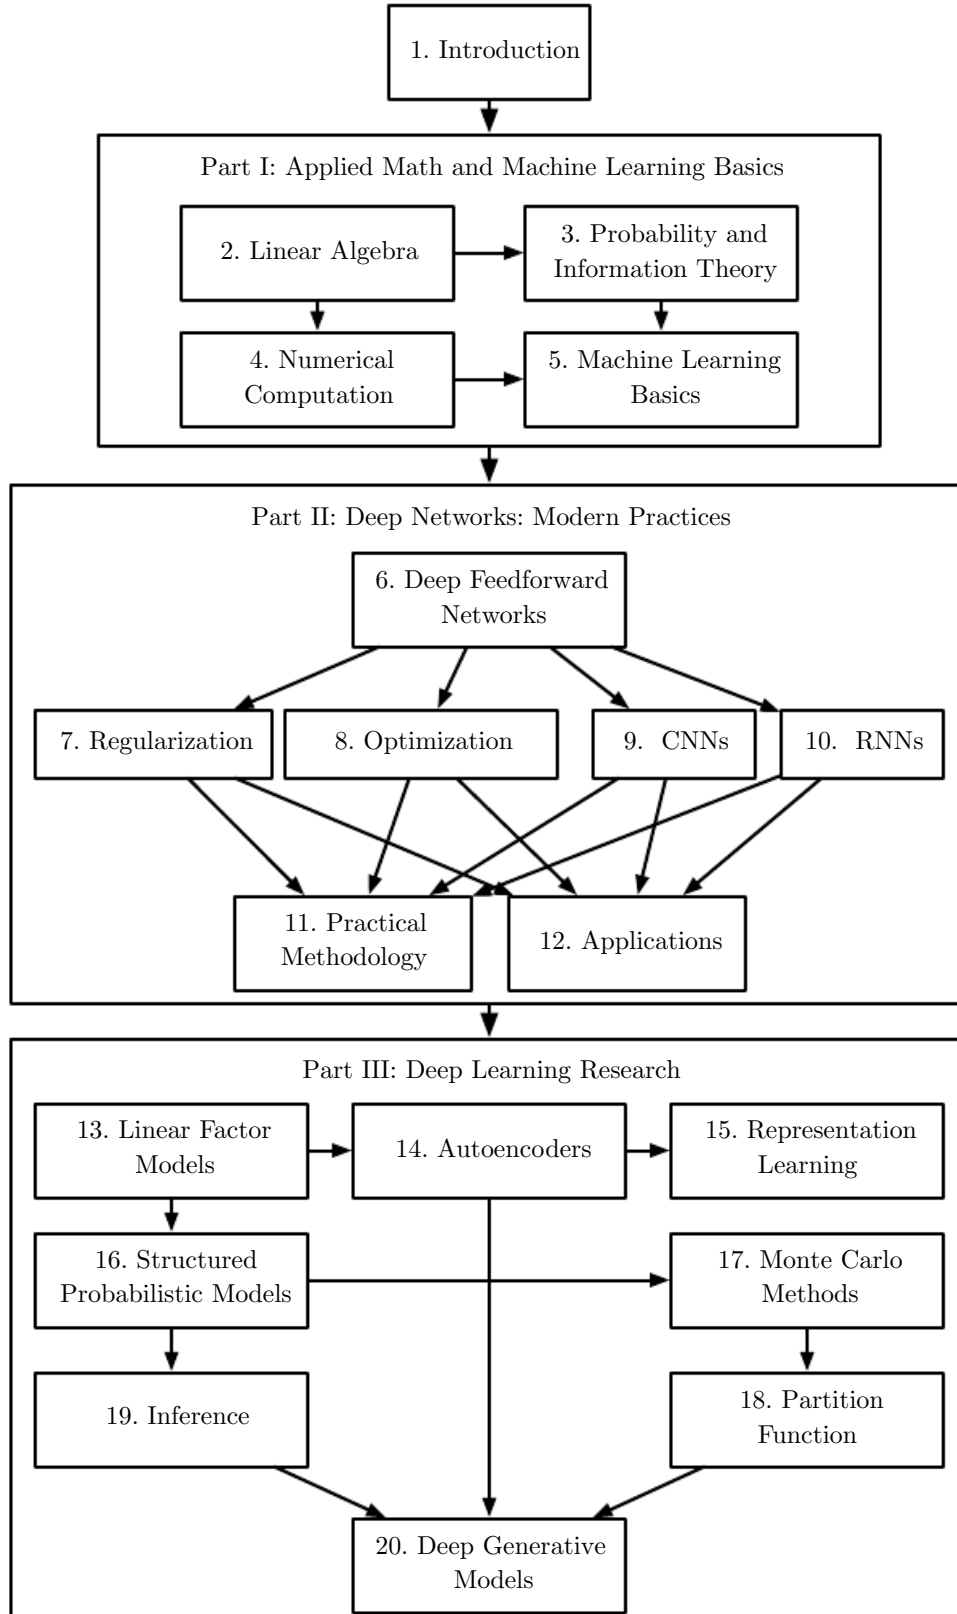 1. Introduction
Part I: Applied Math and Machine Learning Basics
2. Linear Algebra
3. Probability and
Information Theory
4. Numerical
Computation
5. Machine Learning
Basics
Part II: Deep Networks: Modern Practices
6. Deep Feedforward
Networks
7. Regularization
8. Optimization
9. CNNs
10. RNNs
11. Practical
Methodology
12. Applications
Part III: Deep Learning Research
13. Linear Factor
Models
14. Autoencoders
15. Representation
Learning
16. Structured
Probabilistic Models
17. Monte Carlo
Methods
19. Inference
18. Partition
Function
20. Deep Generative
Models